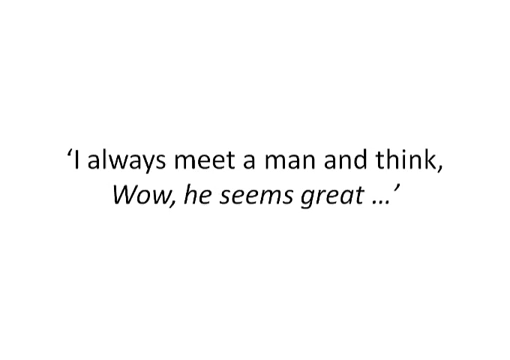 ‘I always meet a man and think,
Wow, he seems great …’